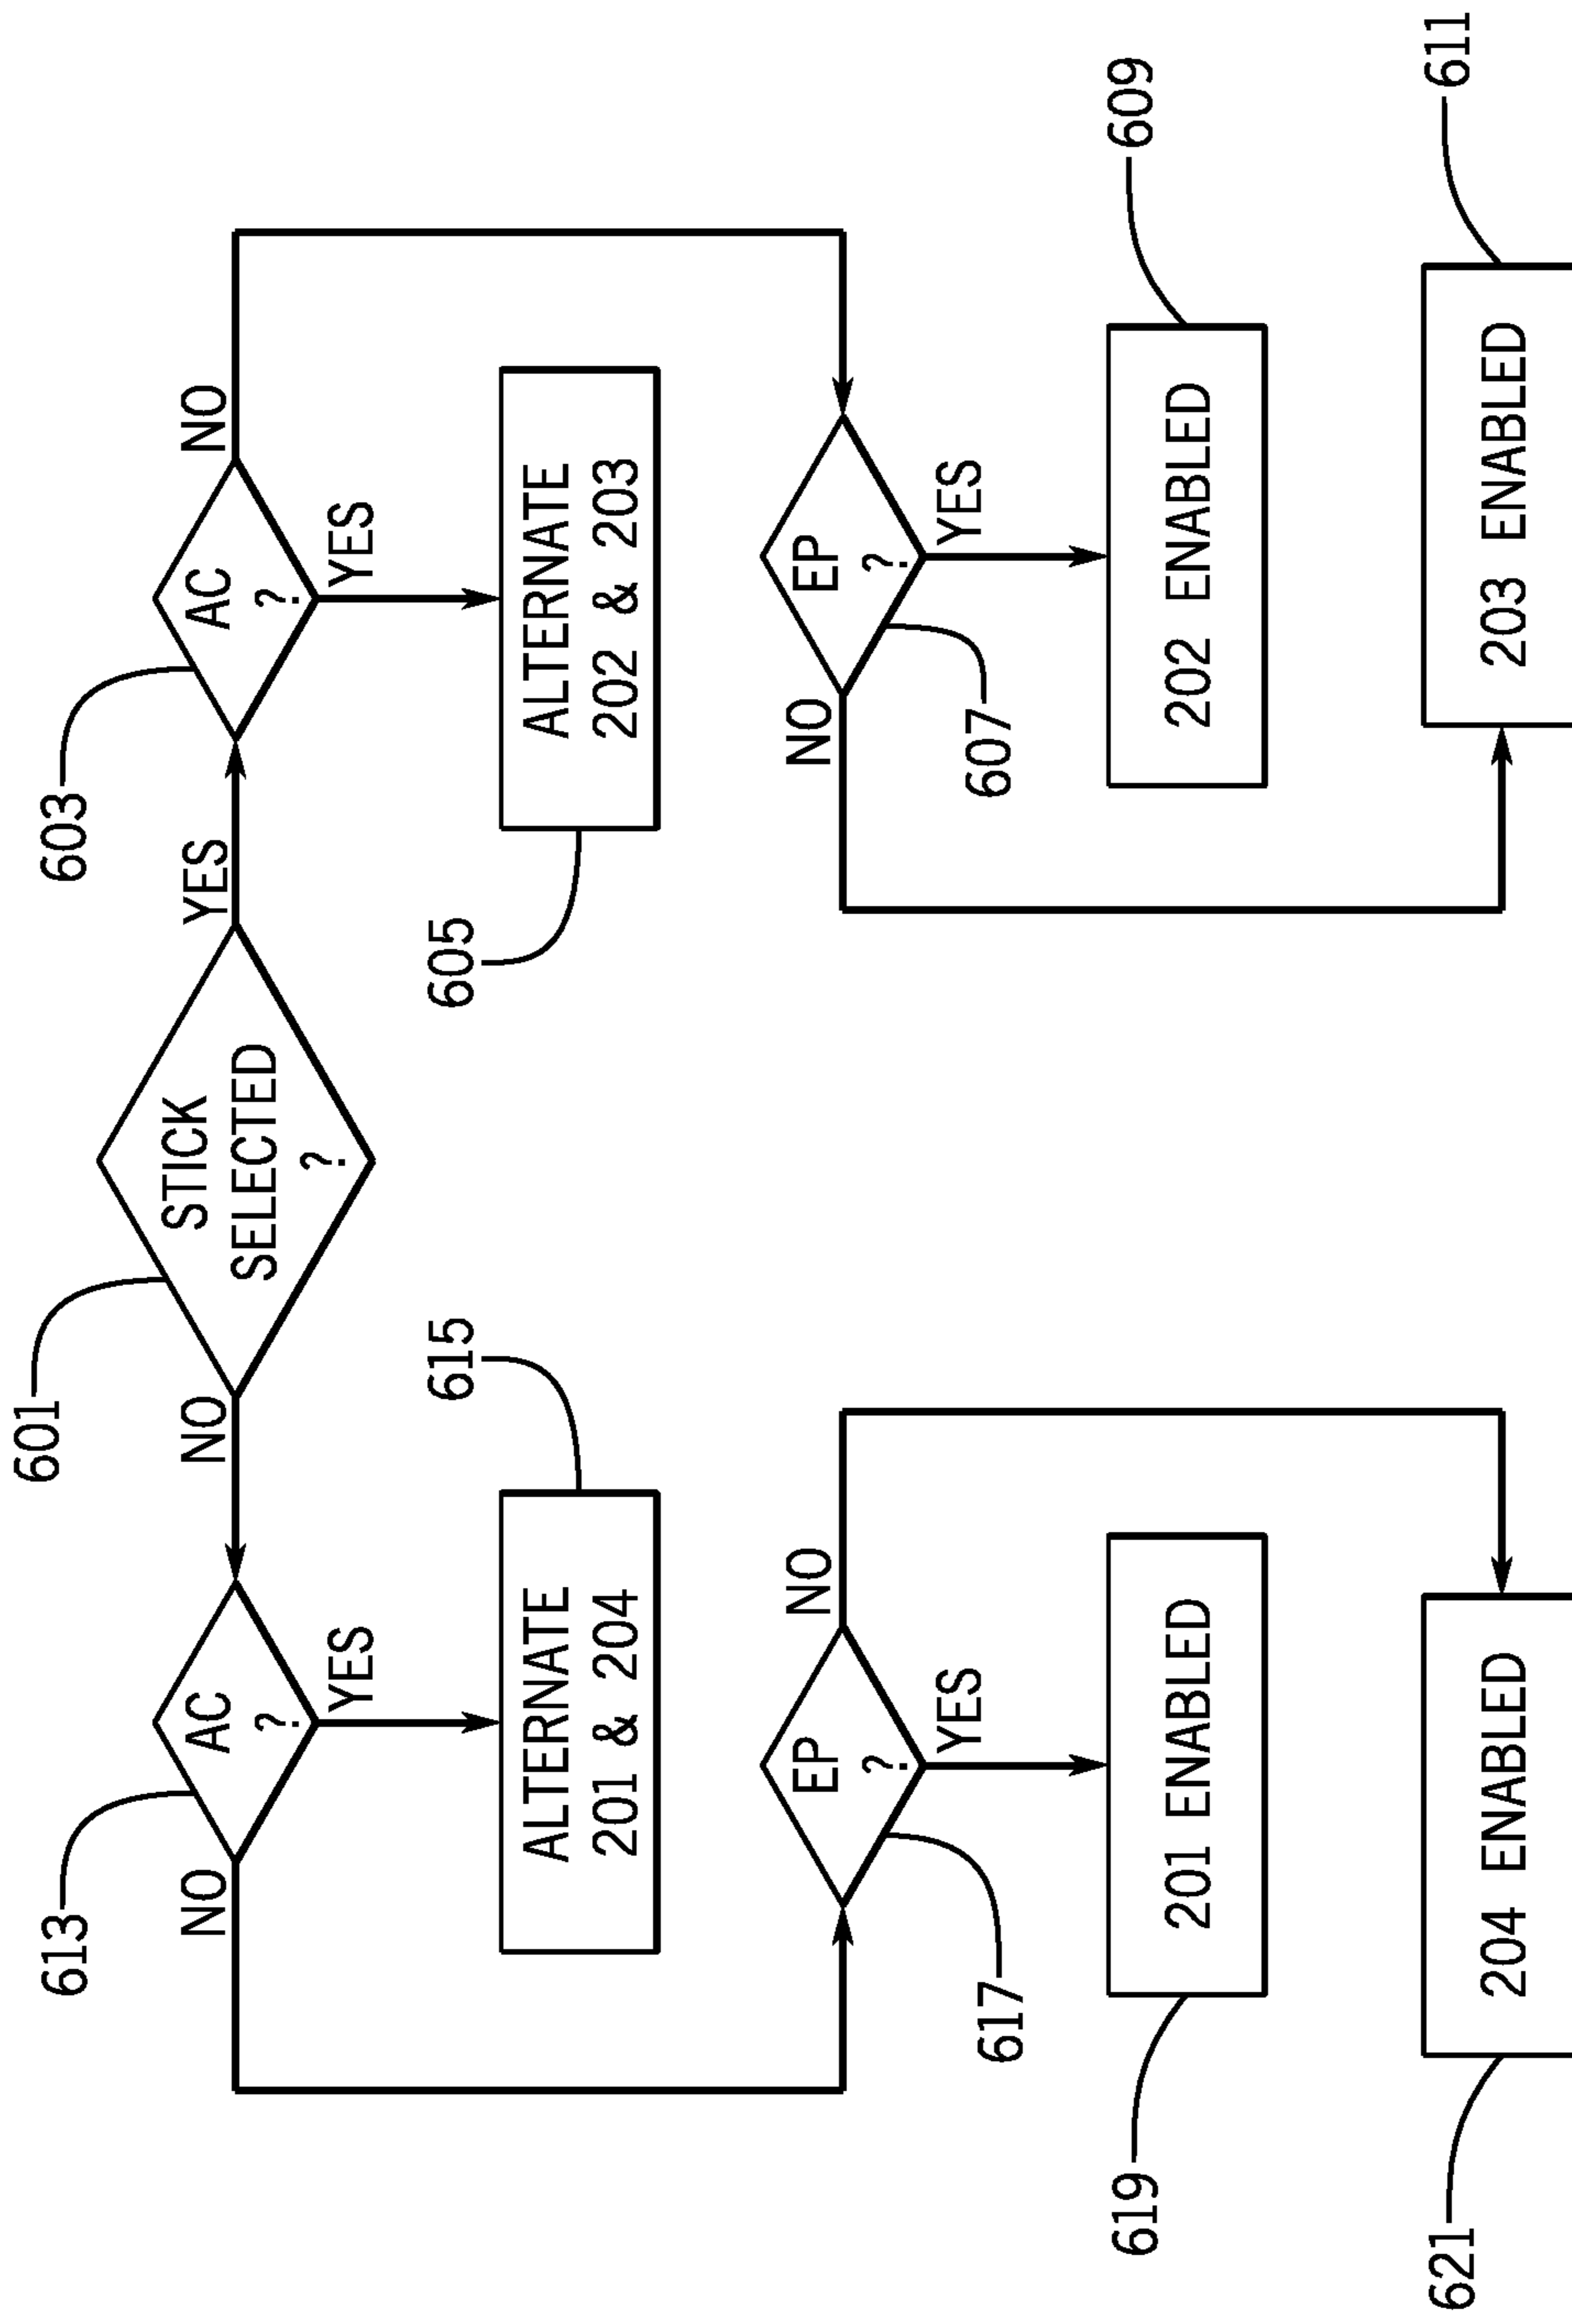 601
STICK
SELECTED
?
NO
YES
613
AC
?
NO
YES
603
AC
?
NO
YES
615
ALTERNATE
201 & 204
605
ALTERNATE
202 & 203
617
EP
?
NO
YES
607
EP
?
NO
YES
619
201 ENABLED
609
202 ENABLED
621
204 ENABLED
611
203 ENABLED